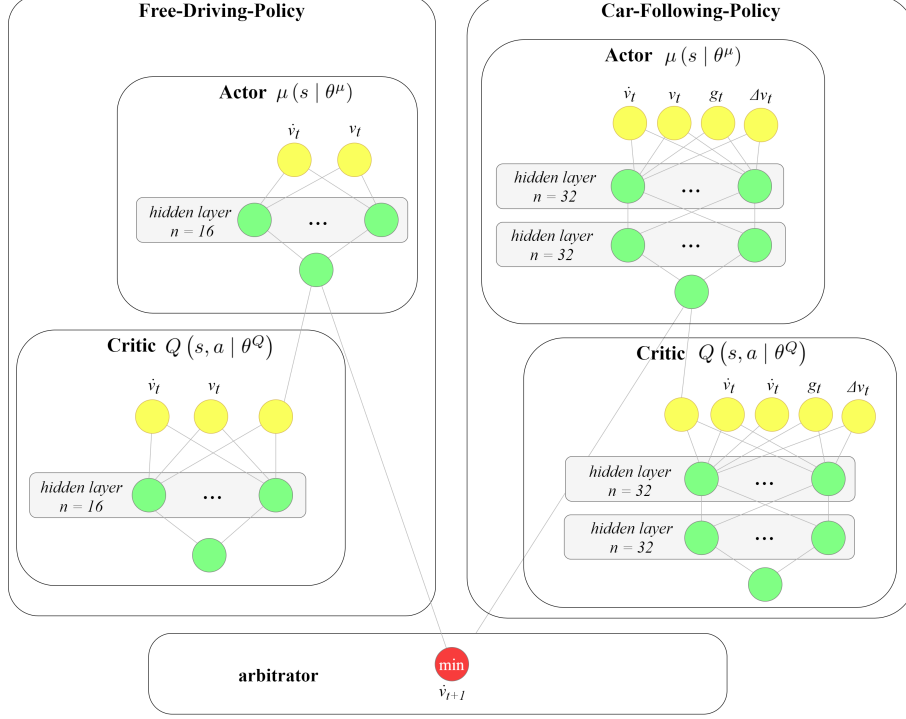 Free-Driving-Policy
Actor μ (s | θ^μ)
v̇_t v_t
hidden layer
n = 16
...
Critic Q (s, a | θ^Q)
v̇_t v_t
hidden layer
n = 16
...
Car-Following-Policy
Actor μ (s | θ^μ)
v̇_t v_t g_t Δv_t
hidden layer
n = 32
...
hidden layer
n = 32
...
Critic Q (s, a | θ^Q)
v̇_t v̇_t g_t Δv_t
hidden layer
n = 32
...
hidden layer
n = 32
...
arbitrator
min
v̇_{t+1}